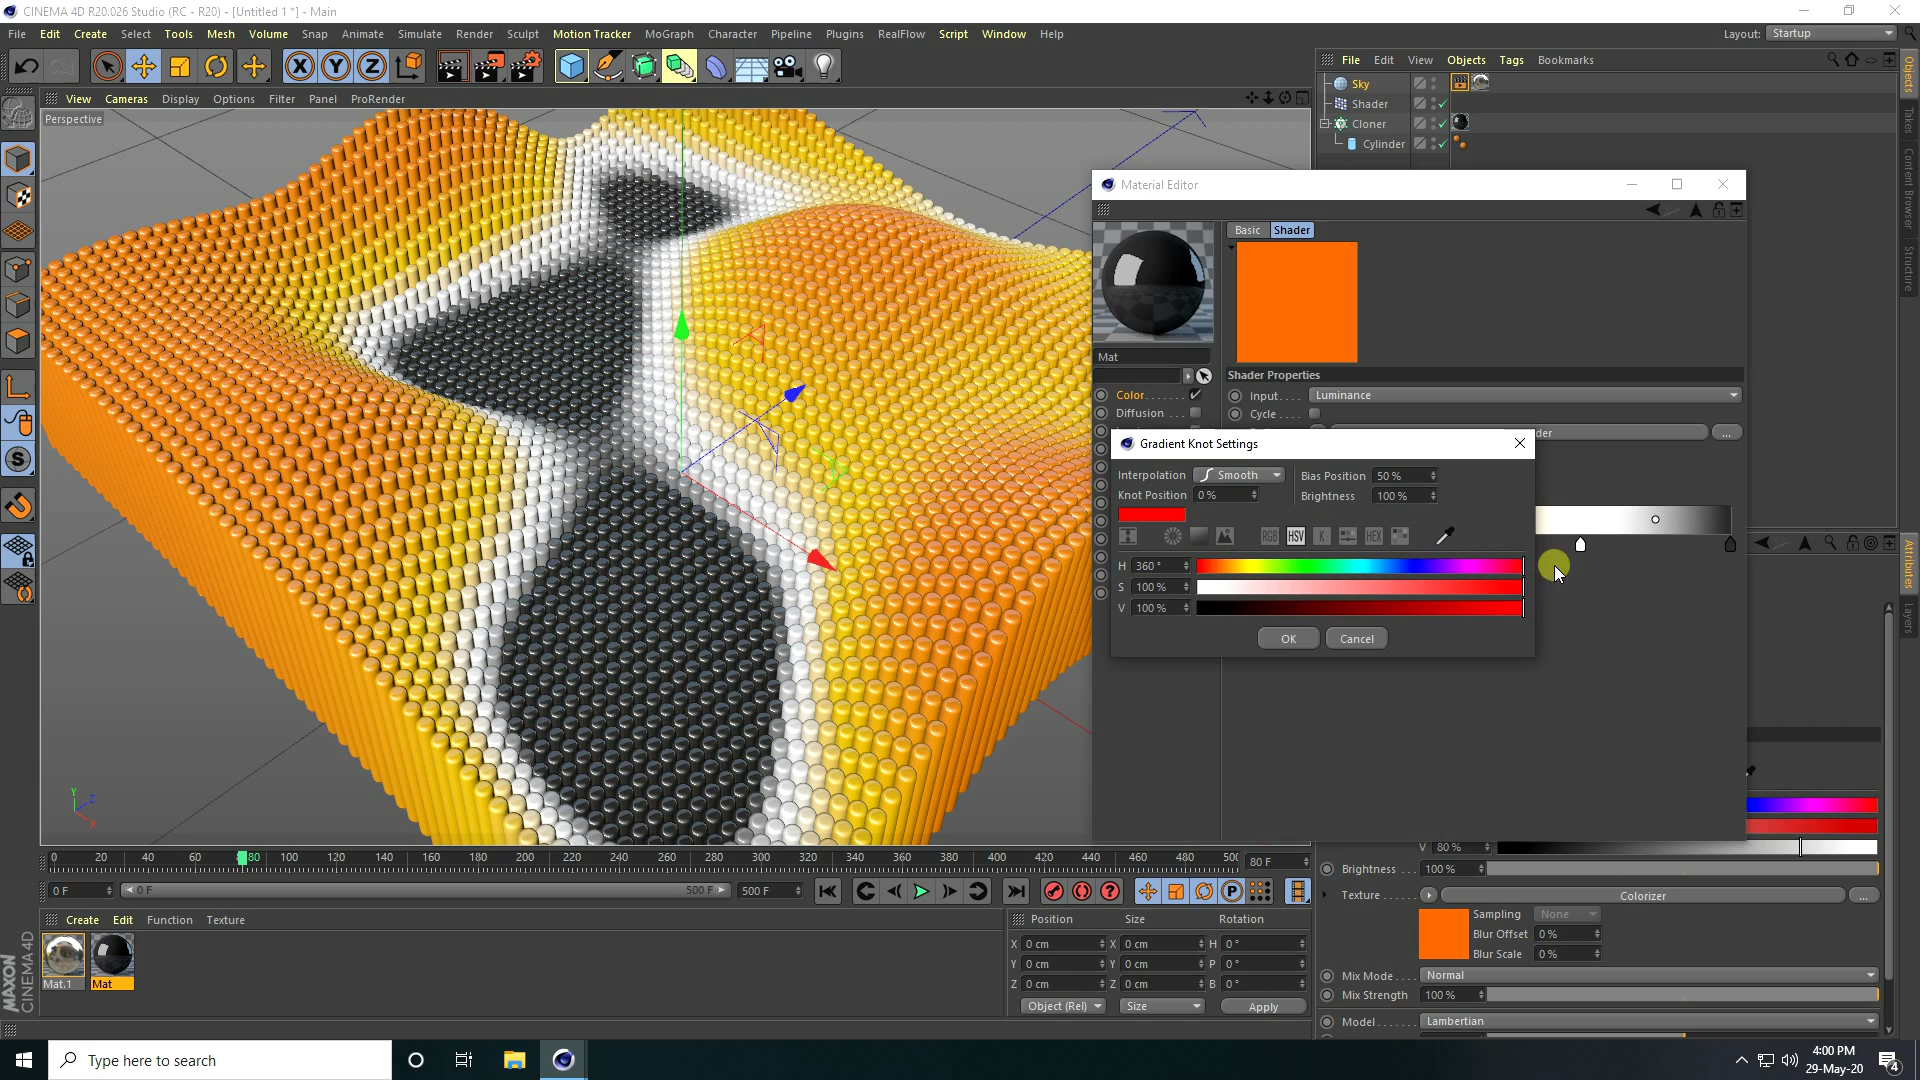 CINEMA 4D R20.026 Studio (RC - R20) - [Untitled 1 *] - Main
File Edit Create Select Tools Mesh Volume Snap Animate Simulate Render Sculpt Motion Tracker MoGraph Character Pipeline Plugins RealFlow Script Window Help Layout: Startup
File Edit View Objects Tags Bookmarks
View Cameras Display Options Filter Panel ProRender
Perspective
Sky
Shader
Cloner
Cylinder
Objects
Takes
Content Browser
Structure
Attributes
Layers
Material Editor
Basic Shader
Mat
Color
Diffusion
Shader Properties
Input Luminance
Cycle
...
Gradient Knot Settings
Interpolation Smooth Bias Position 50 %
Knot Position 0 % Brightness 100 %
RGB HSV K HEX
H 360 °
S 100 %
V 100 %
OK Cancel
V 80 %
Brightness 100 %
Texture Colorizer ...
Sampling None
Blur Offset 0 %
Blur Scale 0 %
Mix Mode Normal
Mix Strength 100 %
Model Lambertian
Y Z X
0 20 40 60 80 100 120 140 160 180 200 220 240 260 280 300 320 340 360 380 400 420 440 460 480 500 80 F
0 F 0 F 500 F 500 F
Create Edit Function Texture
Mat.1 Mat
Position Size Rotation
X 0 cm X 0 cm H 0 °
Y 0 cm Y 0 cm P 0 °
Z 0 cm Z 0 cm B 0 °
Object (Rel) Size Apply
MAXON
CINEMA 4D
Type here to search
4:00 PM
29-May-20
4